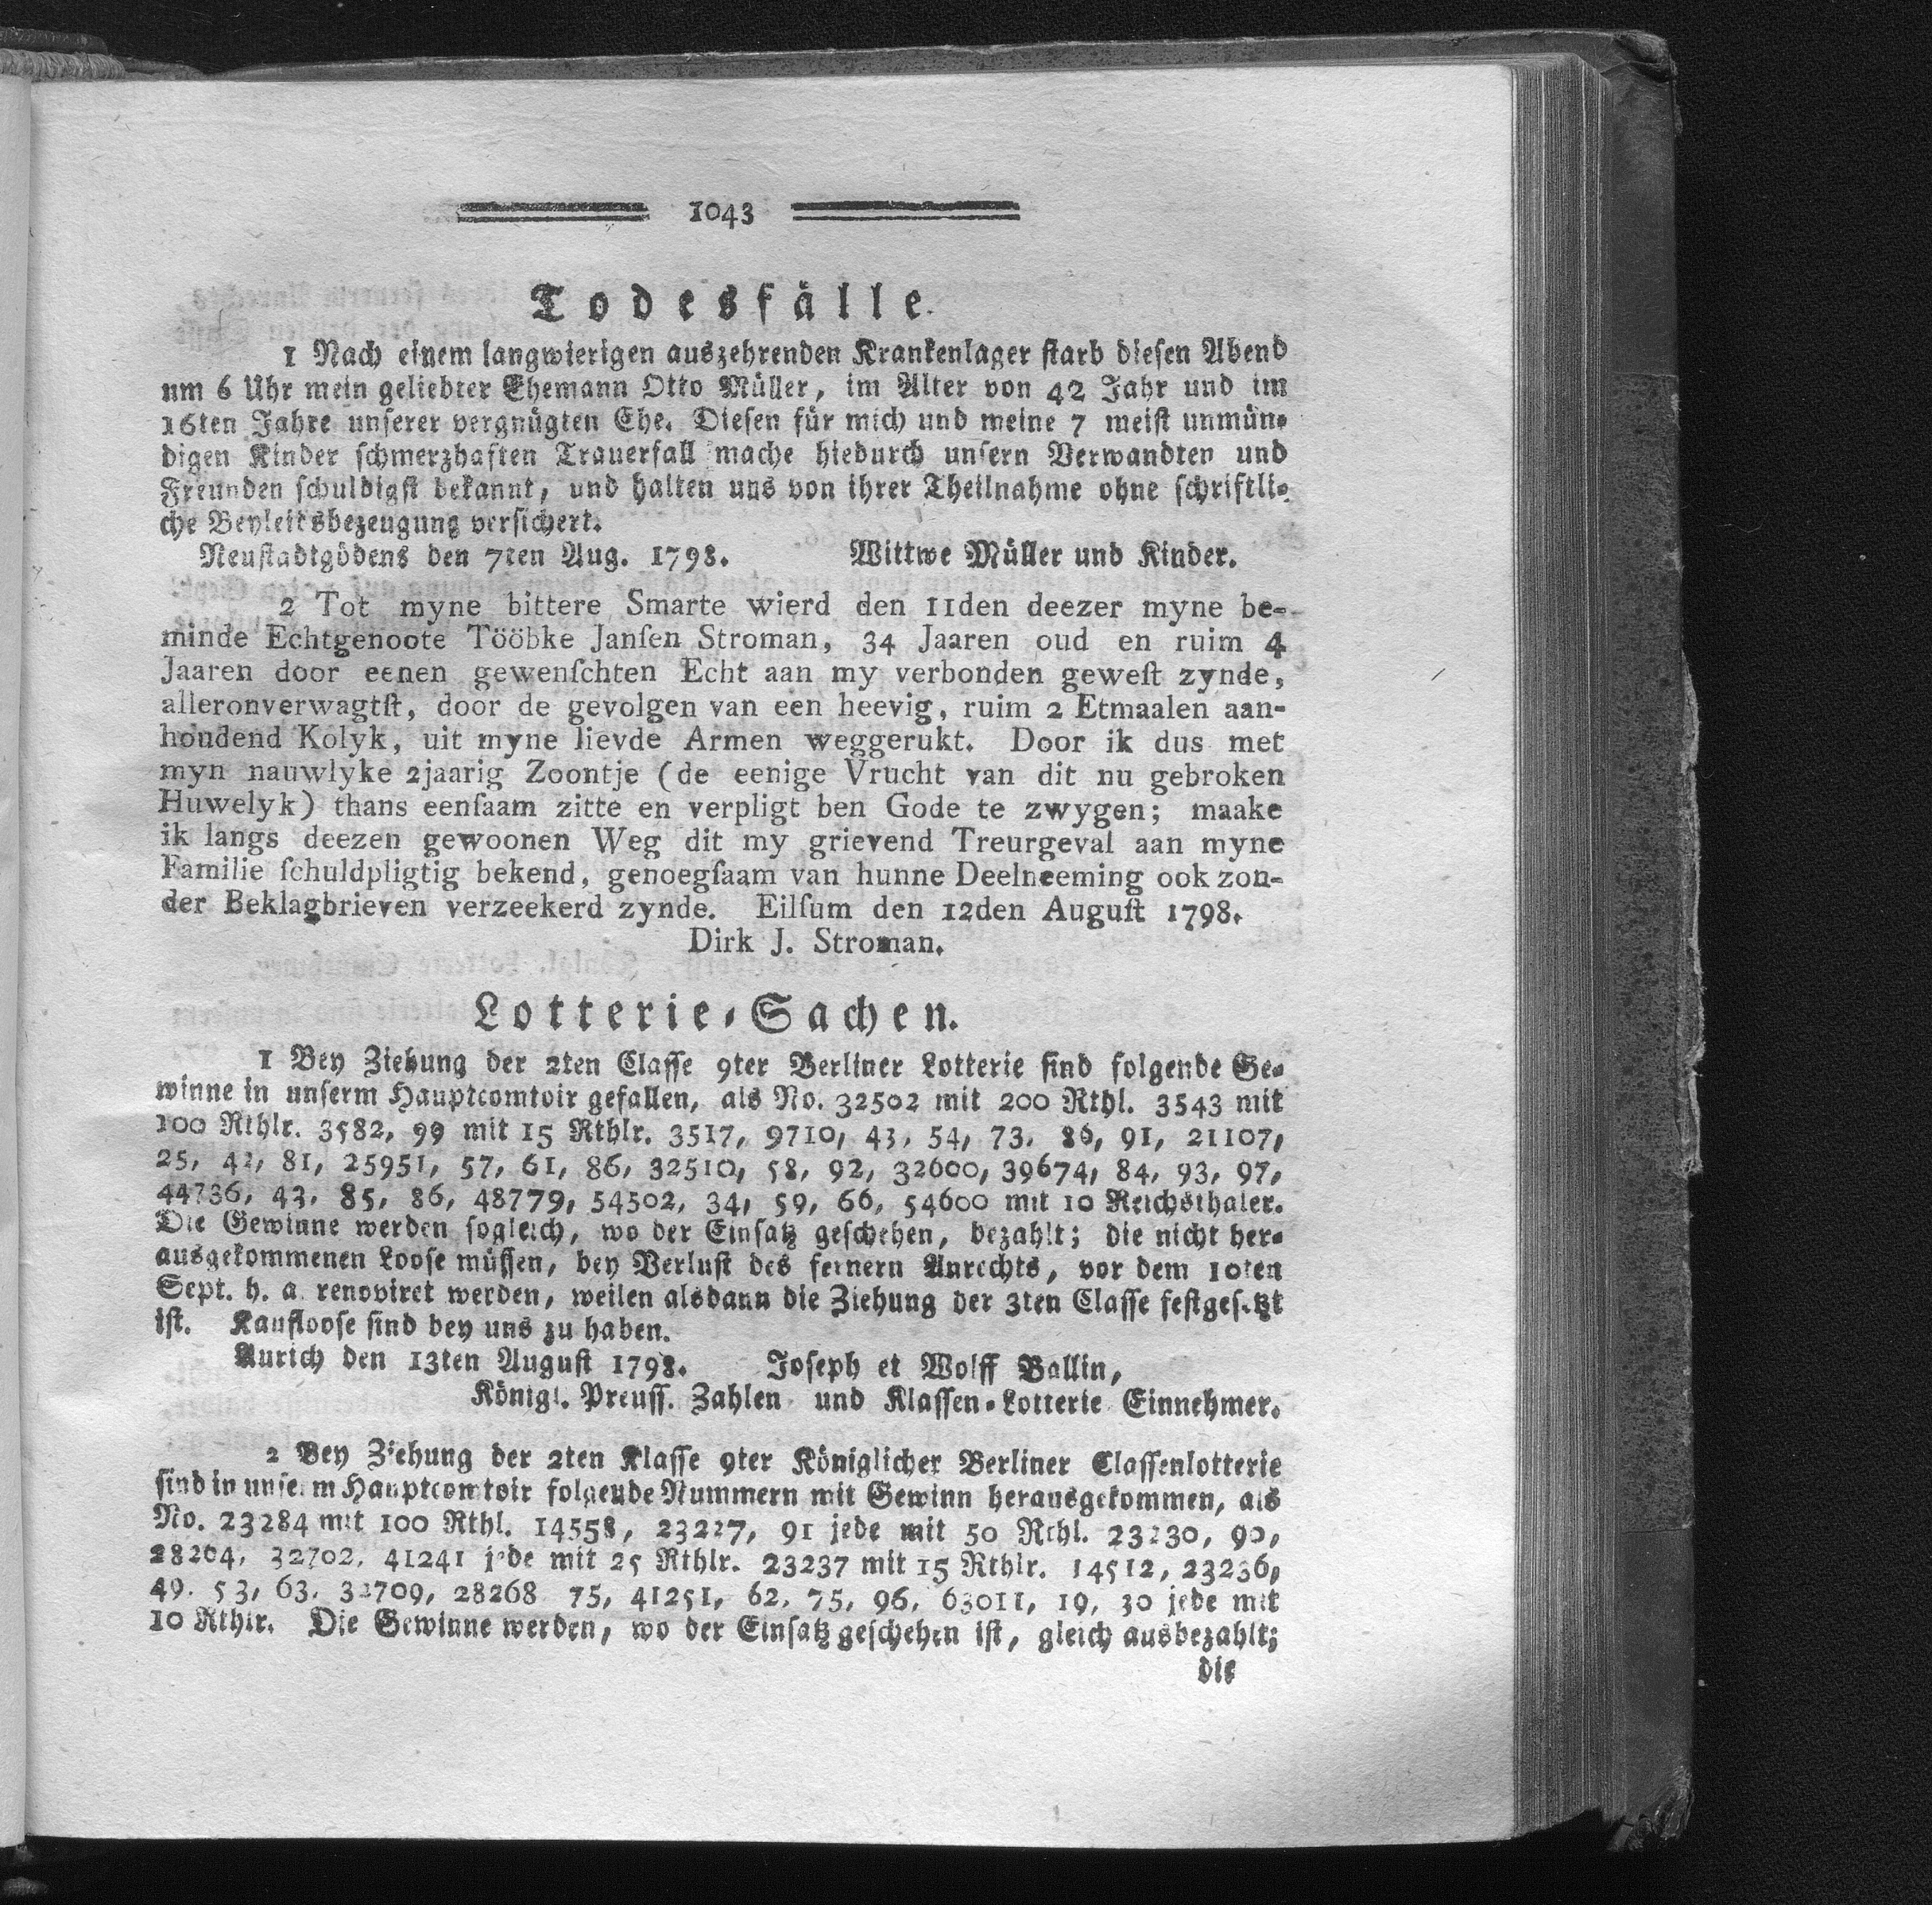 1043
Todesfälle.
1 Nach einem langwierigen auszehrenden Krankenlager starb diesen Abend
um 6 Uhr mein geliebter Ehemann Otto Müller, im Alter von 42 Jahr und im
16ten Jahre unserer vergnügten Ehe. Diesen für mich und meine 7 meist unmün-
digen Kinder schmerzhaften Trauerfall mache hiedurch unsern Verwandten und
Freunden schuldigst bekannt, und halten uns von ihrer Theilnahme ohne schriftli-
che Beyleidsbezeugung versichert.
Neustadtgödens den 7ten Aug. 1798. Wittwe Müller und Kinder.
2 Tot myne bittere Smarte wierd den 11den deezer myne be-
minde Echtgenoote Tööbke Janſen Stroman, 34 Jaaren oud en ruim 4
Jaaren door eenen gewenſchten Echt aan my verbonden geweſt zynde,
alleronverwagtſt, door de gevolgen van een heevig, ruim 2 Etmaalen aan-
houdend Kolyk, uit myne lievde Armen weggerukt. Door ik dus met
myn nauwlyke 2jaarig Zoontje (de eenige Vrucht van dit nu gebroken
Huwelyk) thans eenſaam zitte en verpligt ben Gode te zwygen; maake
ik langs deezen gewoonen Weg dit my grievend Treurgeval aan myne
Familie ſchuldpligtig bekend, genoegſaam van hunne Deelneeming ook zon-
der Beklagbrieven verzeekerd zynde. Eilſum den 12den Auguſt 1798.
Dirk J. Stroman.
Lotterie-Sachen.
1 Bey Ziehung der 2ten Classe 9ter Berliner Lotterie sind folgende Ge-
winne in unserm Hauptcomtoir gefallen, als No. 32502 mit 200 Rthl. 3543 mit
100 Rthlr. 3582, 99 mit 15 Rthlr. 3517, 9710, 43, 54, 73, 86, 91, 21107,
25, 42, 81, 25951, 57, 61, 86, 32510, 58, 92, 32600, 39674, 84, 93, 97,
44736, 43, 85, 86, 48779, 54502, 34, 59, 66, 54600 mit 10 Reichsthaler.
Die Gewinne werden sogleich, wo der Einsatz geschehen, bezahlt; die nicht her-
ausgekommenen Loose müssen, bey Verlust des fernern Anrechts, vor dem 10ten
Sept. h. a. renoviret werden, weilen alsdann die Ziehung der 3ten Classe festgesetzt
ist. Kaufloose sind bey uns zu haben.
Aurich den 13ten August 1798. Joseph et Wolff Ballin,
Königl. Preuss. Zahlen und Klassen-Lotterie Einnehmer.
2 Bey Ziehung der 2ten Klasse 9ter Königlicher Berliner Classenlotterie
sind in unserm Hauptcomtoir folgende Nummern mit Gewinn herausgekommen, als
No. 23284 mit 100 Rthl. 14558, 23227, 91 jede mit 50 Rthl. 23230, 90,
28204, 32702, 41241 jede mit 25 Rthlr. 23237 mit 15 Rthlr. 14512, 23236,
49. 53, 63, 32709, 28268 75, 41251, 62, 75, 96, 63011, 19, 30 jede mit
10 Rthlr. Die Gewinne werden, wo der Einsatz geschehen ist, gleich ausbezahlt;
die